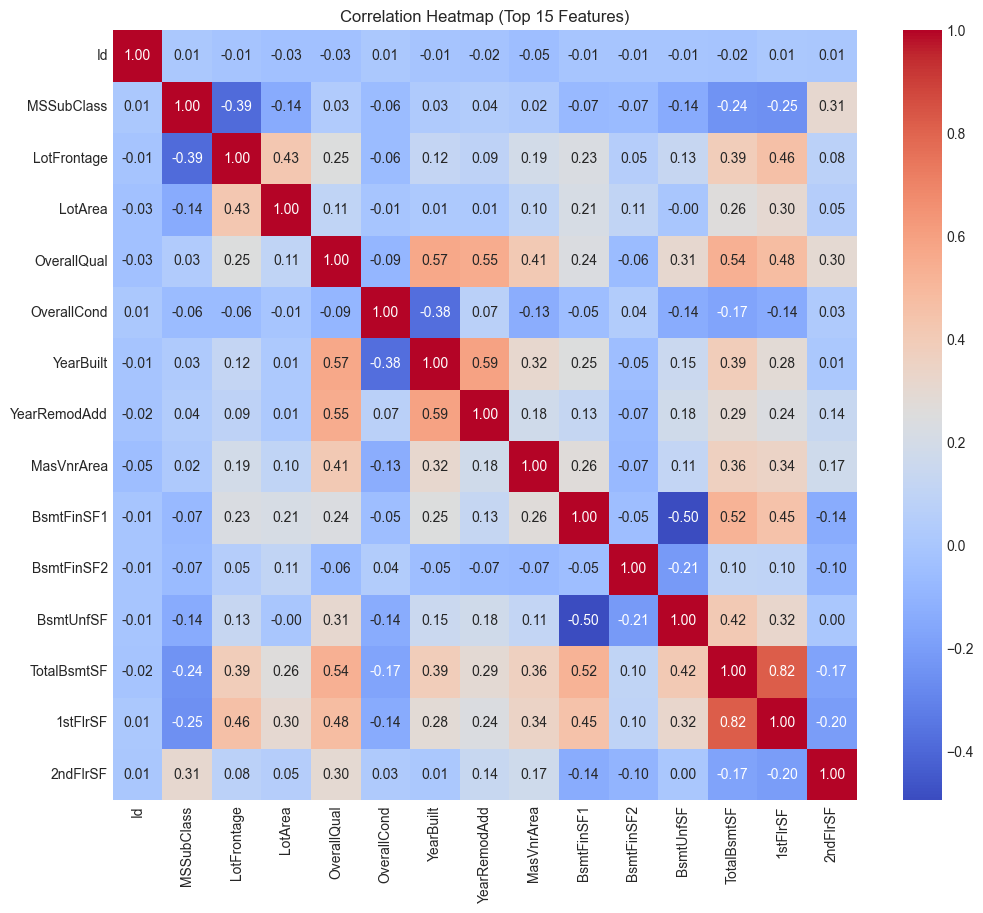 Correlation Heatmap (Top 15 Features)
Id 1.00 0.01 -0.01 -0.03 -0.03 0.01 -0.01 -0.02 -0.05 -0.01 -0.01 -0.01 -0.02 0.01 0.01
MSSubClass 0.01 1.00 -0.39 -0.14 0.03 -0.06 0.03 0.04 0.02 -0.07 -0.07 -0.14 -0.24 -0.25 0.31
LotFrontage -0.01 -0.39 1.00 0.43 0.25 -0.06 0.12 0.09 0.19 0.23 0.05 0.13 0.39 0.46 0.08
LotArea -0.03 -0.14 0.43 1.00 0.11 -0.01 0.01 0.01 0.10 0.21 0.11 -0.00 0.26 0.30 0.05
OverallQual -0.03 0.03 0.25 0.11 1.00 -0.09 0.57 0.55 0.41 0.24 -0.06 0.31 0.54 0.48 0.30
OverallCond 0.01 -0.06 -0.06 -0.01 -0.09 1.00 -0.38 0.07 -0.13 -0.05 0.04 -0.14 -0.17 -0.14 0.03
YearBuilt -0.01 0.03 0.12 0.01 0.57 -0.38 1.00 0.59 0.32 0.25 -0.05 0.15 0.39 0.28 0.01
YearRemodAdd -0.02 0.04 0.09 0.01 0.55 0.07 0.59 1.00 0.18 0.13 -0.07 0.18 0.29 0.24 0.14
MasVnrArea -0.05 0.02 0.19 0.10 0.41 -0.13 0.32 0.18 1.00 0.26 -0.07 0.11 0.36 0.34 0.17
BsmtFinSF1 -0.01 -0.07 0.23 0.21 0.24 -0.05 0.25 0.13 0.26 1.00 -0.05 -0.50 0.52 0.45 -0.14
BsmtFinSF2 -0.01 -0.07 0.05 0.11 -0.06 0.04 -0.05 -0.07 -0.07 -0.05 1.00 -0.21 0.10 0.10 -0.10
BsmtUnfSF -0.01 -0.14 0.13 -0.00 0.31 -0.14 0.15 0.18 0.11 -0.50 -0.21 1.00 0.42 0.32 0.00
TotalBsmtSF -0.02 -0.24 0.39 0.26 0.54 -0.17 0.39 0.29 0.36 0.52 0.10 0.42 1.00 0.82 -0.17
1stFlrSF 0.01 -0.25 0.46 0.30 0.48 -0.14 0.28 0.24 0.34 0.45 0.10 0.32 0.82 1.00 -0.20
2ndFlrSF 0.01 0.31 0.08 0.05 0.30 0.03 0.01 0.14 0.17 -0.14 -0.10 0.00 -0.17 -0.20 1.00
Id
MSSubClass
LotFrontage
LotArea
OverallQual
OverallCond
YearBuilt
YearRemodAdd
MasVnrArea
BsmtFinSF1
BsmtFinSF2
BsmtUnfSF
TotalBsmtSF
1stFlrSF
2ndFlrSF
1.0
0.8
0.6
0.4
0.2
0.0
−0.2
−0.4